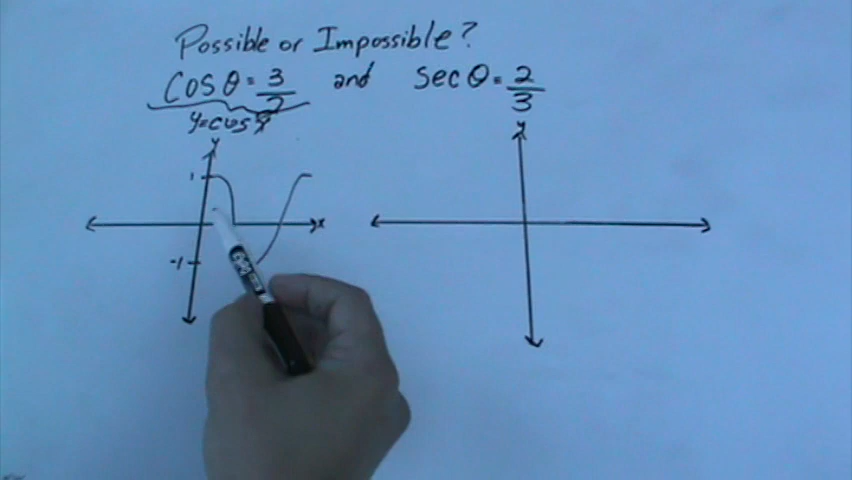 Possible or Impossible?
cos θ = 3/2 and sec θ = 2/3
y = cos x
y
1
x
-1
y